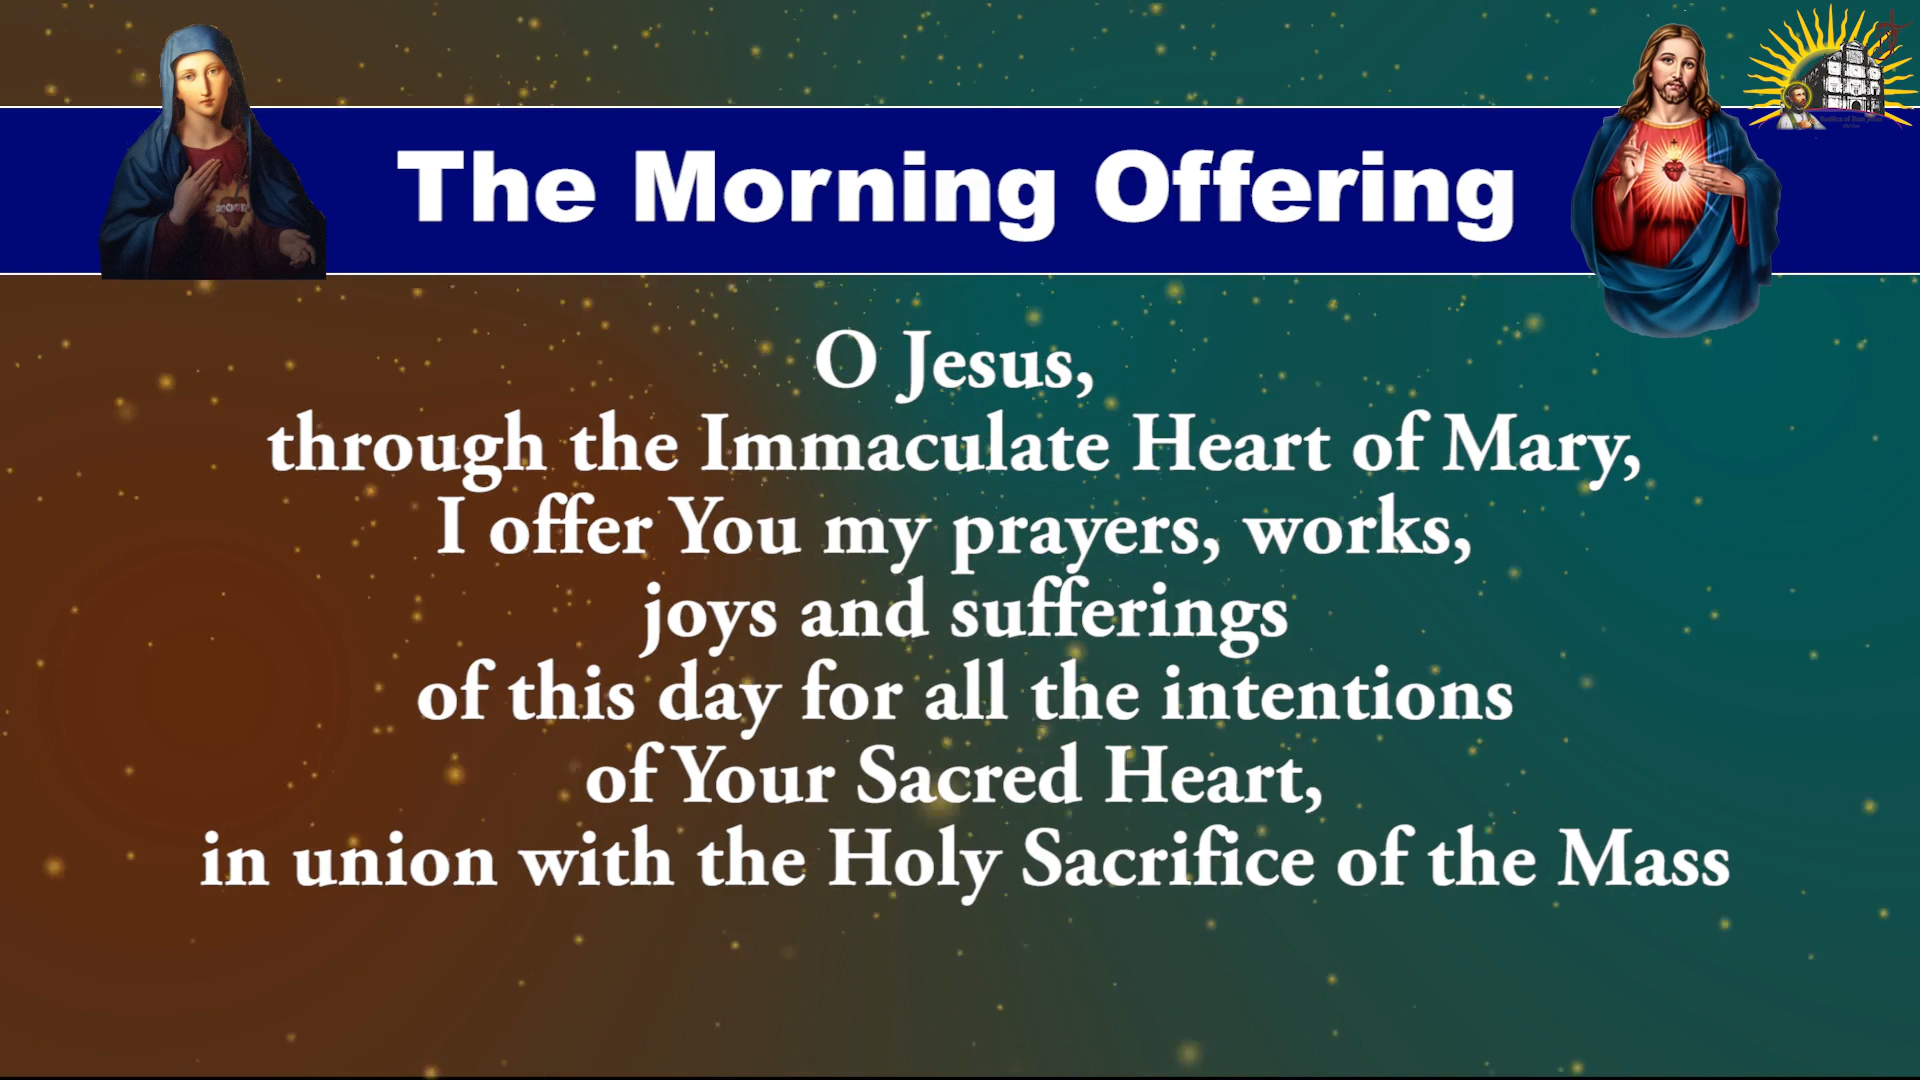 The Morning Offering
O Jesus,
through the Immaculate Heart of Mary,
I offer You my prayers, works,
joys and sufferings
of this day for all the intentions
of Your Sacred Heart,
in union with the Holy Sacrifice of the Mass